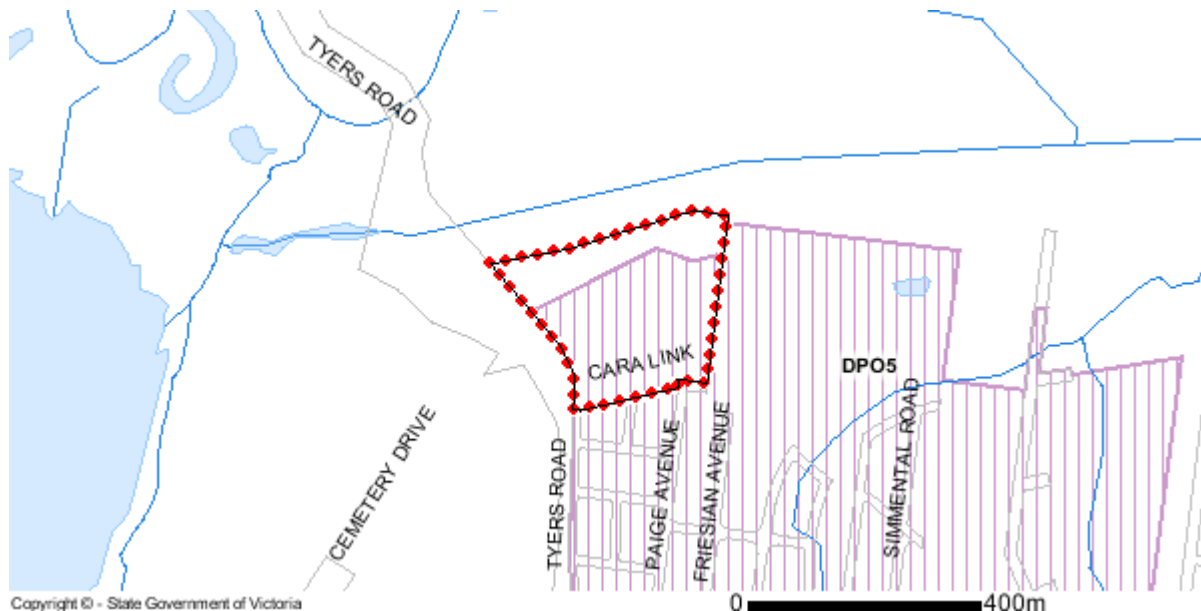 TYERS ROAD
CARA LINK
DPO5
CEMETERY DRIVE
TYERS ROAD
PAIGE AVENUE
FRIESIAN AVENUE
SIMMENTAL ROAD
Copyright © - State Government of Victoria
0 400m